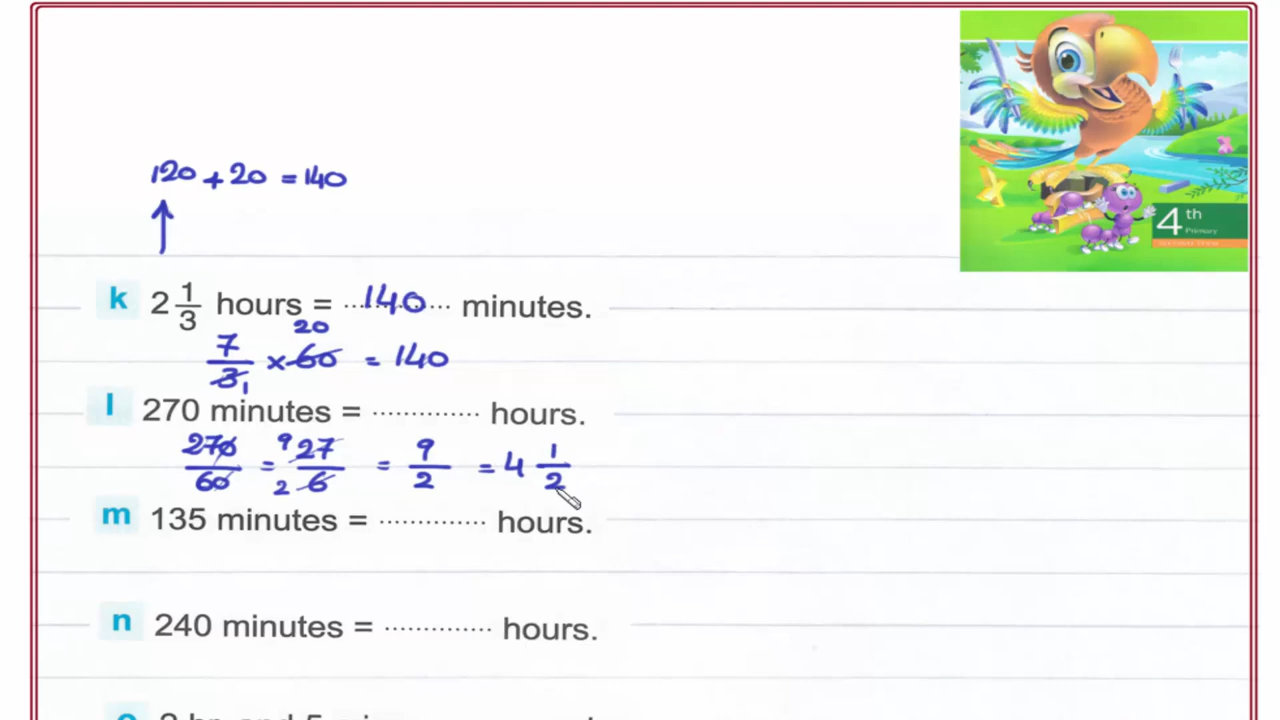 4th
Primary
120 + 20 = 140
k 2 1/3 hours = ...140... minutes.
7/3 1 × 60 20 = 140
l 270 minutes = .............. hours.
270/60 = 9 27/2 6 = 9/2 = 4 1/2
m 135 minutes = .............. hours.
n 240 minutes = .............. hours.